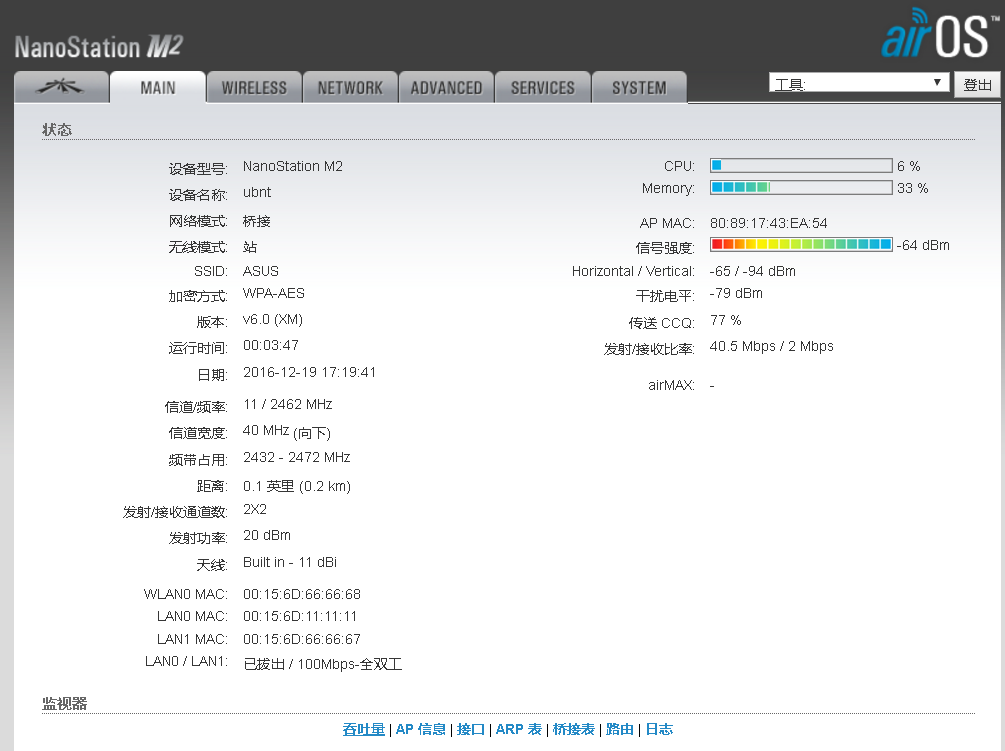 NanoStation M2
airOS™
MAIN WIRELESS NETWORK ADVANCED SERVICES SYSTEM 工具: 登出
状态
设备型号: NanoStation M2
设备名称: ubnt
网络模式: 桥接
无线模式: 站
SSID: ASUS
加密方式: WPA-AES
版本: v6.0 (XM)
运行时间: 00:03:47
日期: 2016-12-19 17:19:41
信道/频率: 11 / 2462 MHz
信道宽度: 40 MHz (向下)
频带占用: 2432 - 2472 MHz
距离: 0.1 英里 (0.2 km)
发射/接收通道数: 2X2
发射功率: 20 dBm
天线: Built in - 11 dBi
WLAN0 MAC: 00:15:6D:66:66:68
LAN0 MAC: 00:15:6D:11:11:11
LAN1 MAC: 00:15:6D:66:66:67
LAN0 / LAN1: 已拔出 / 100Mbps-全双工
CPU: 6 %
Memory: 33 %
AP MAC: 80:89:17:43:EA:54
信号强度: -64 dBm
Horizontal / Vertical: -65 / -94 dBm
干扰电平: -79 dBm
传送 CCQ: 77 %
发射/接收比率: 40.5 Mbps / 2 Mbps
airMAX: -
监视器
吞吐量 | AP 信息 | 接口 | ARP 表 | 桥接表 | 路由 | 日志